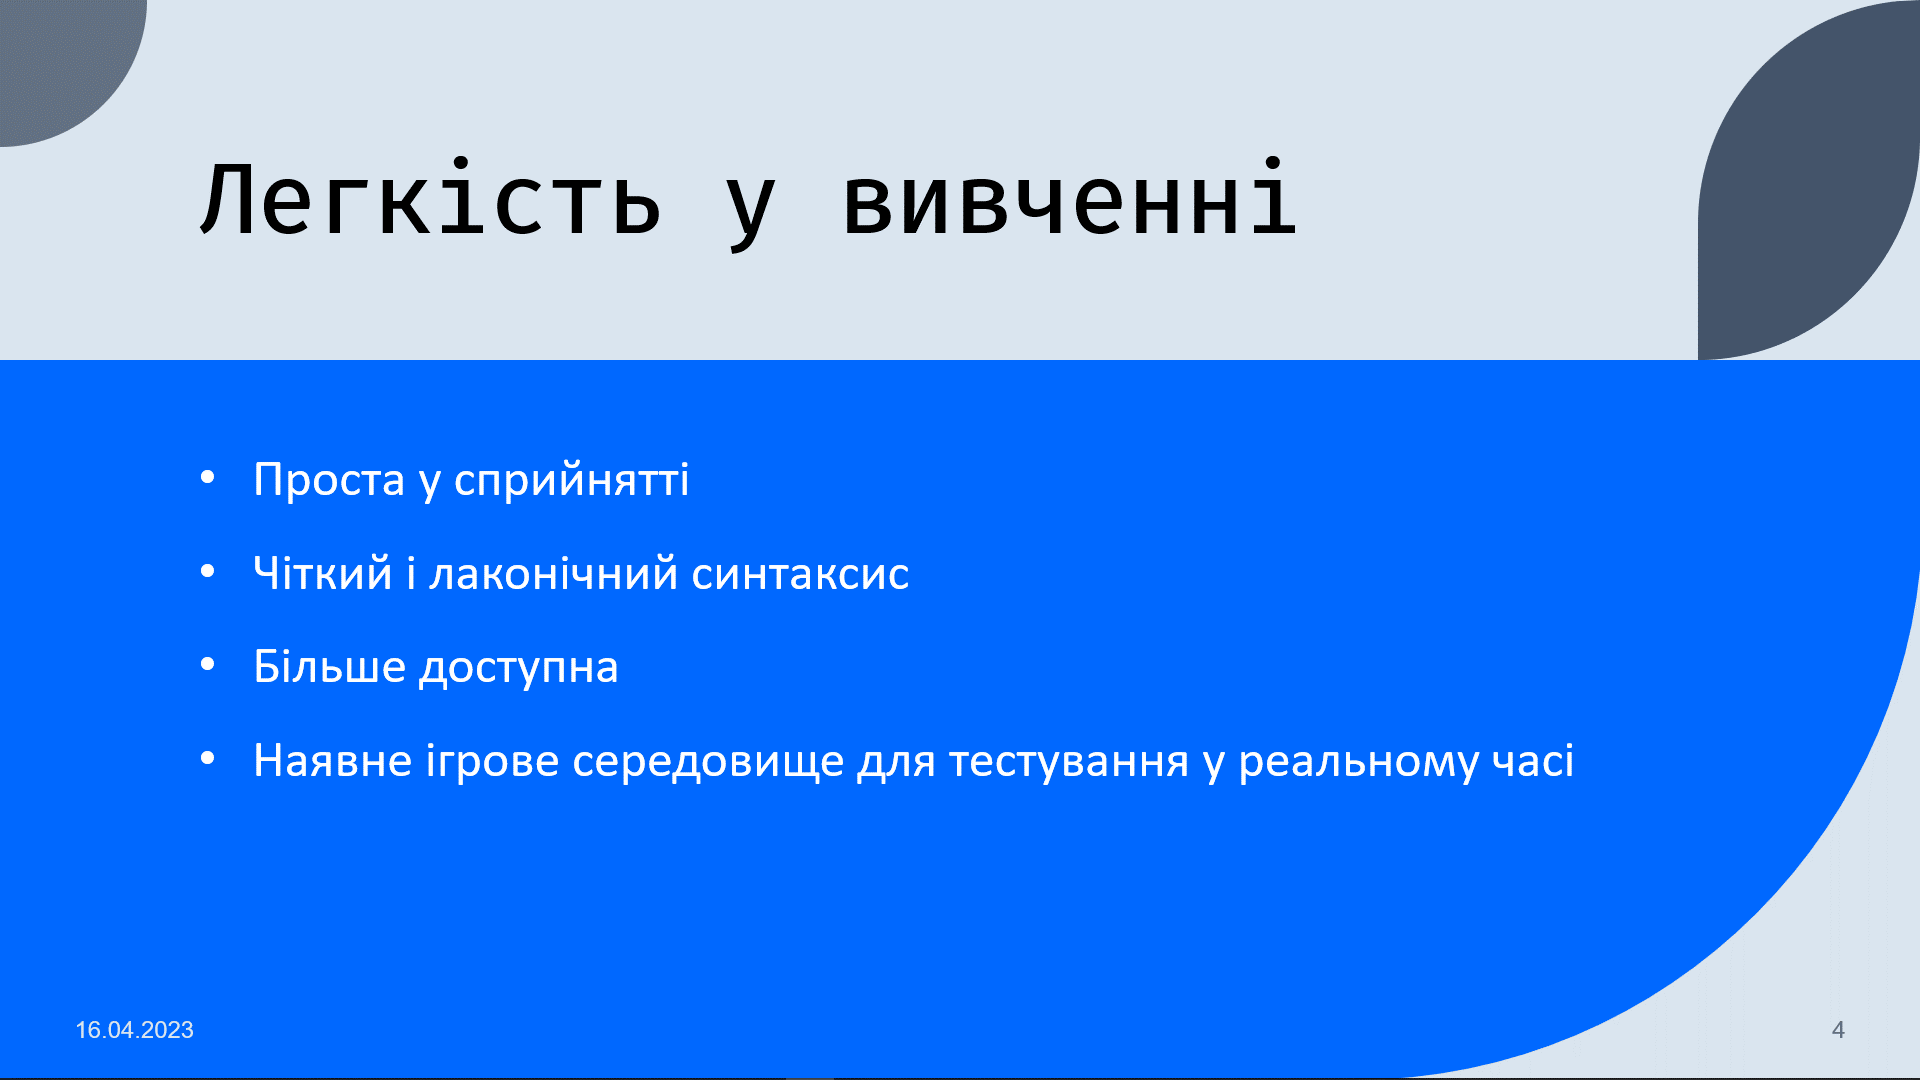 Легкість у вивченні
• Проста у сприйнятті
• Чіткий і лаконічний синтаксис
• Більше доступна
• Наявне ігрове середовище для тестування у реальному часі
16.04.2023
4